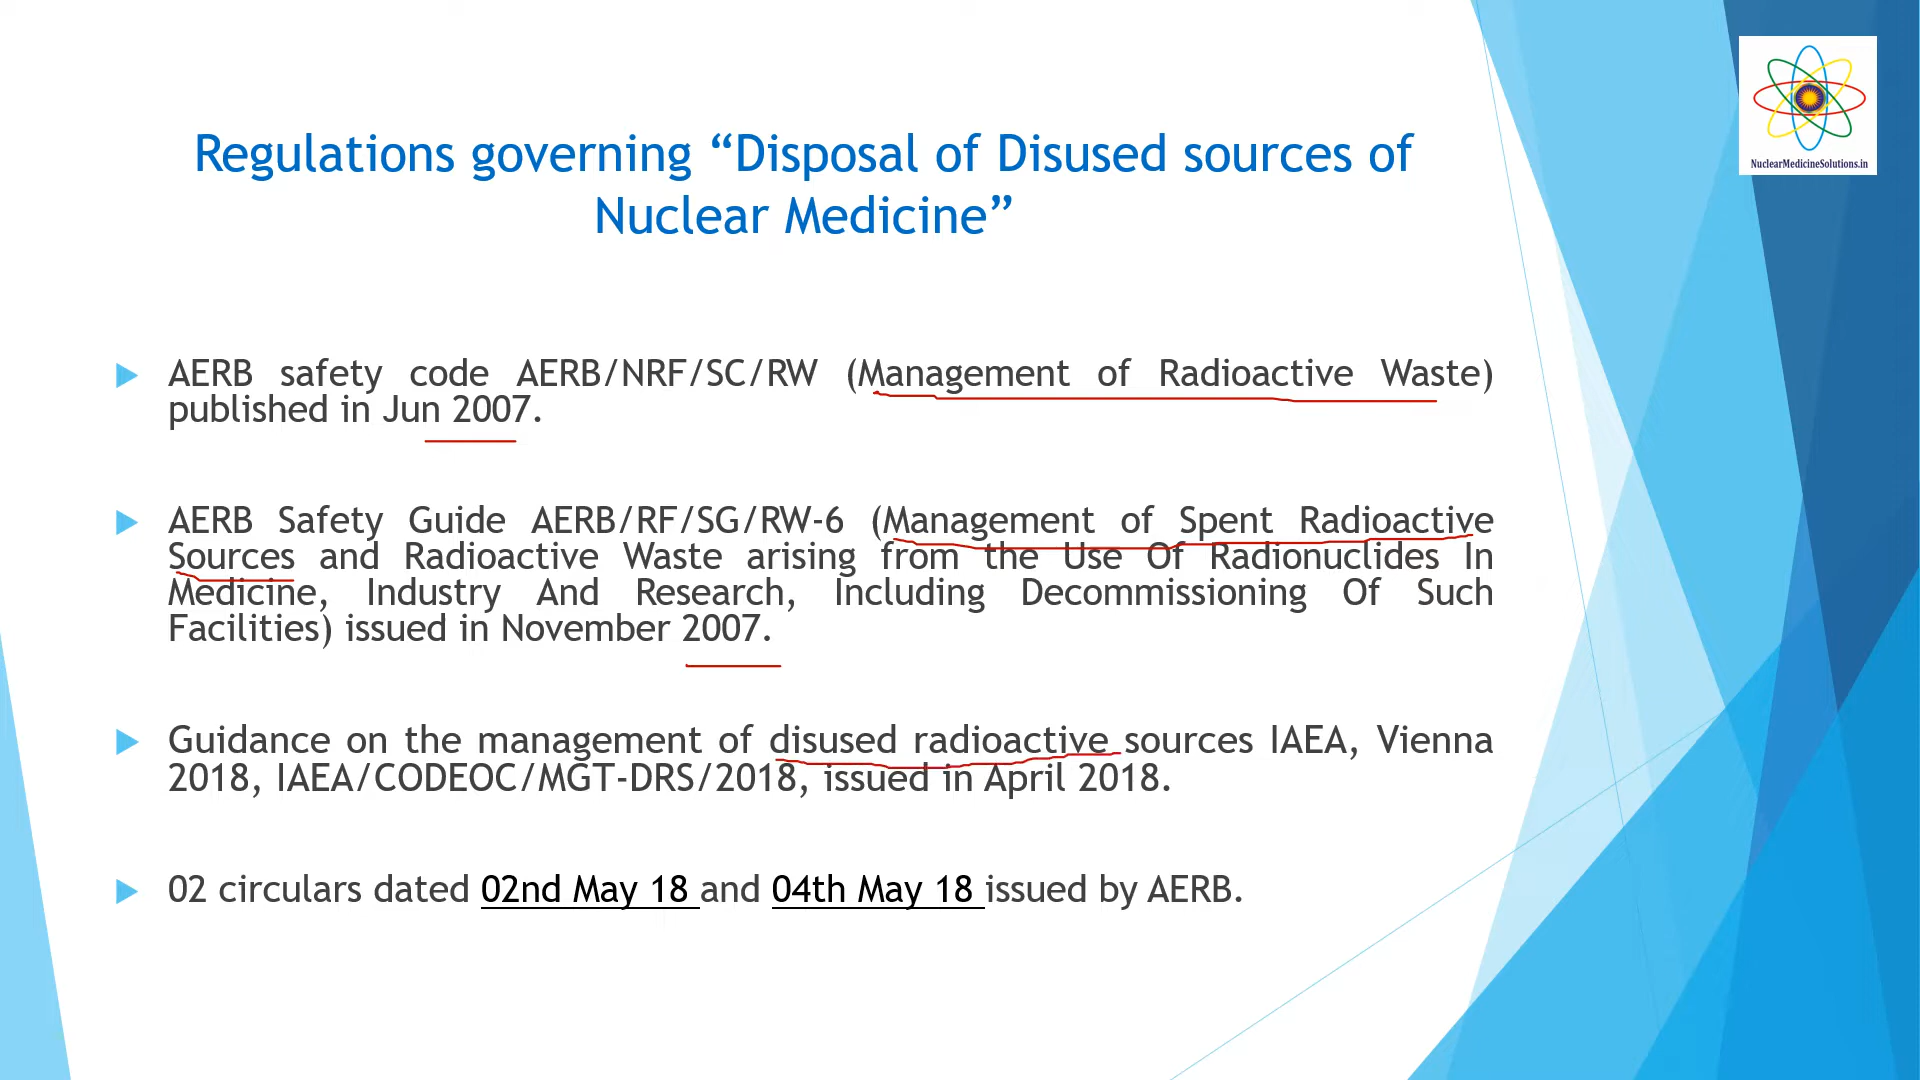 NuclearMedicineSolutions.in
Regulations governing “Disposal of Disused sources of
Nuclear Medicine”
AERB safety code AERB/NRF/SC/RW (Management of Radioactive Waste)
published in Jun 2007.
AERB Safety Guide AERB/RF/SG/RW-6 (Management of Spent Radioactive
Sources and Radioactive Waste arising from the Use Of Radionuclides In
Medicine, Industry And Research, Including Decommissioning Of Such
Facilities) issued in November 2007.
Guidance on the management of disused radioactive sources IAEA, Vienna
2018, IAEA/CODEOC/MGT-DRS/2018, issued in April 2018.
02 circulars dated 02nd May 18 and 04th May 18 issued by AERB.